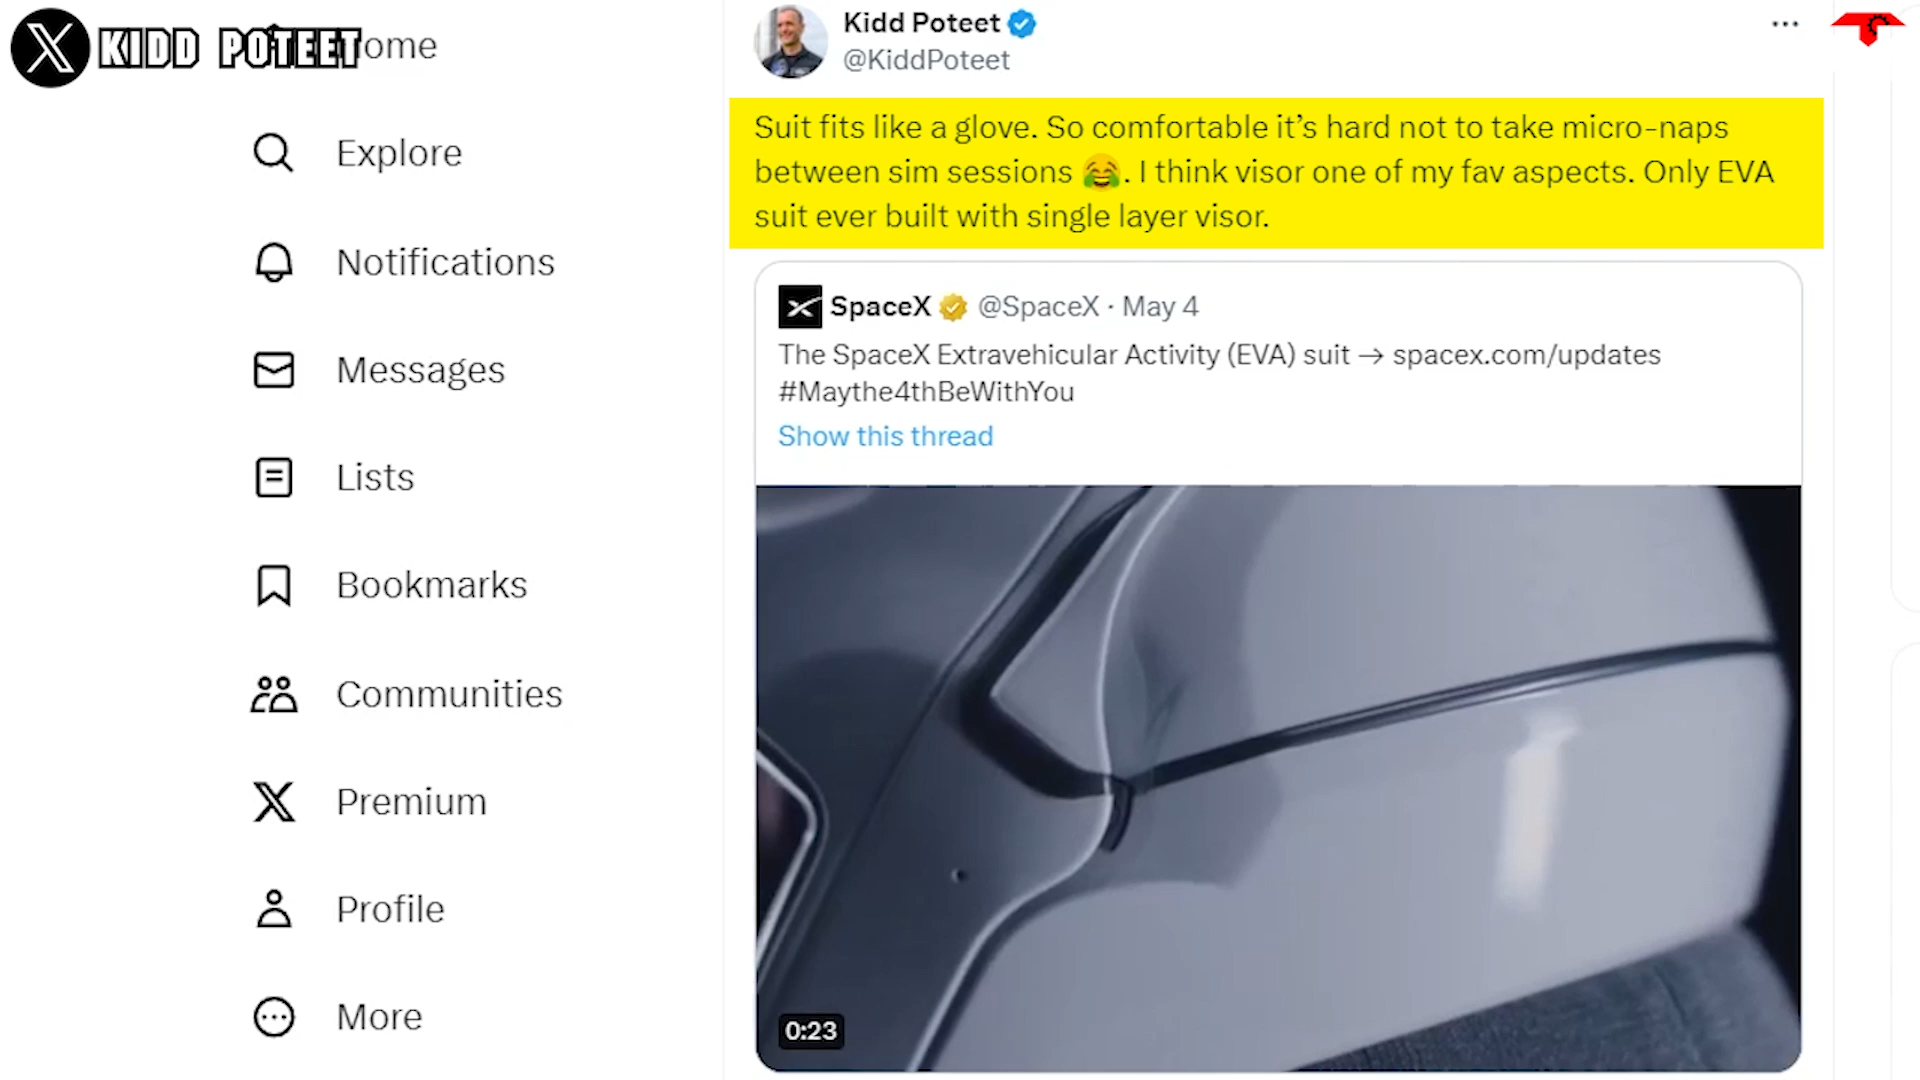 KIDD POTEET
ome
Explore
Notifications
Messages
Lists
Bookmarks
Communities
Premium
Profile
More
Kidd Poteet
@KiddPoteet
Suit fits like a glove. So comfortable it’s hard not to take micro-naps
between sim sessions 😂. I think visor one of my fav aspects. Only EVA
suit ever built with single layer visor.
SpaceX @SpaceX · May 4
The SpaceX Extravehicular Activity (EVA) suit → spacex.com/updates
#Maythe4thBeWithYou
Show this thread
0:23